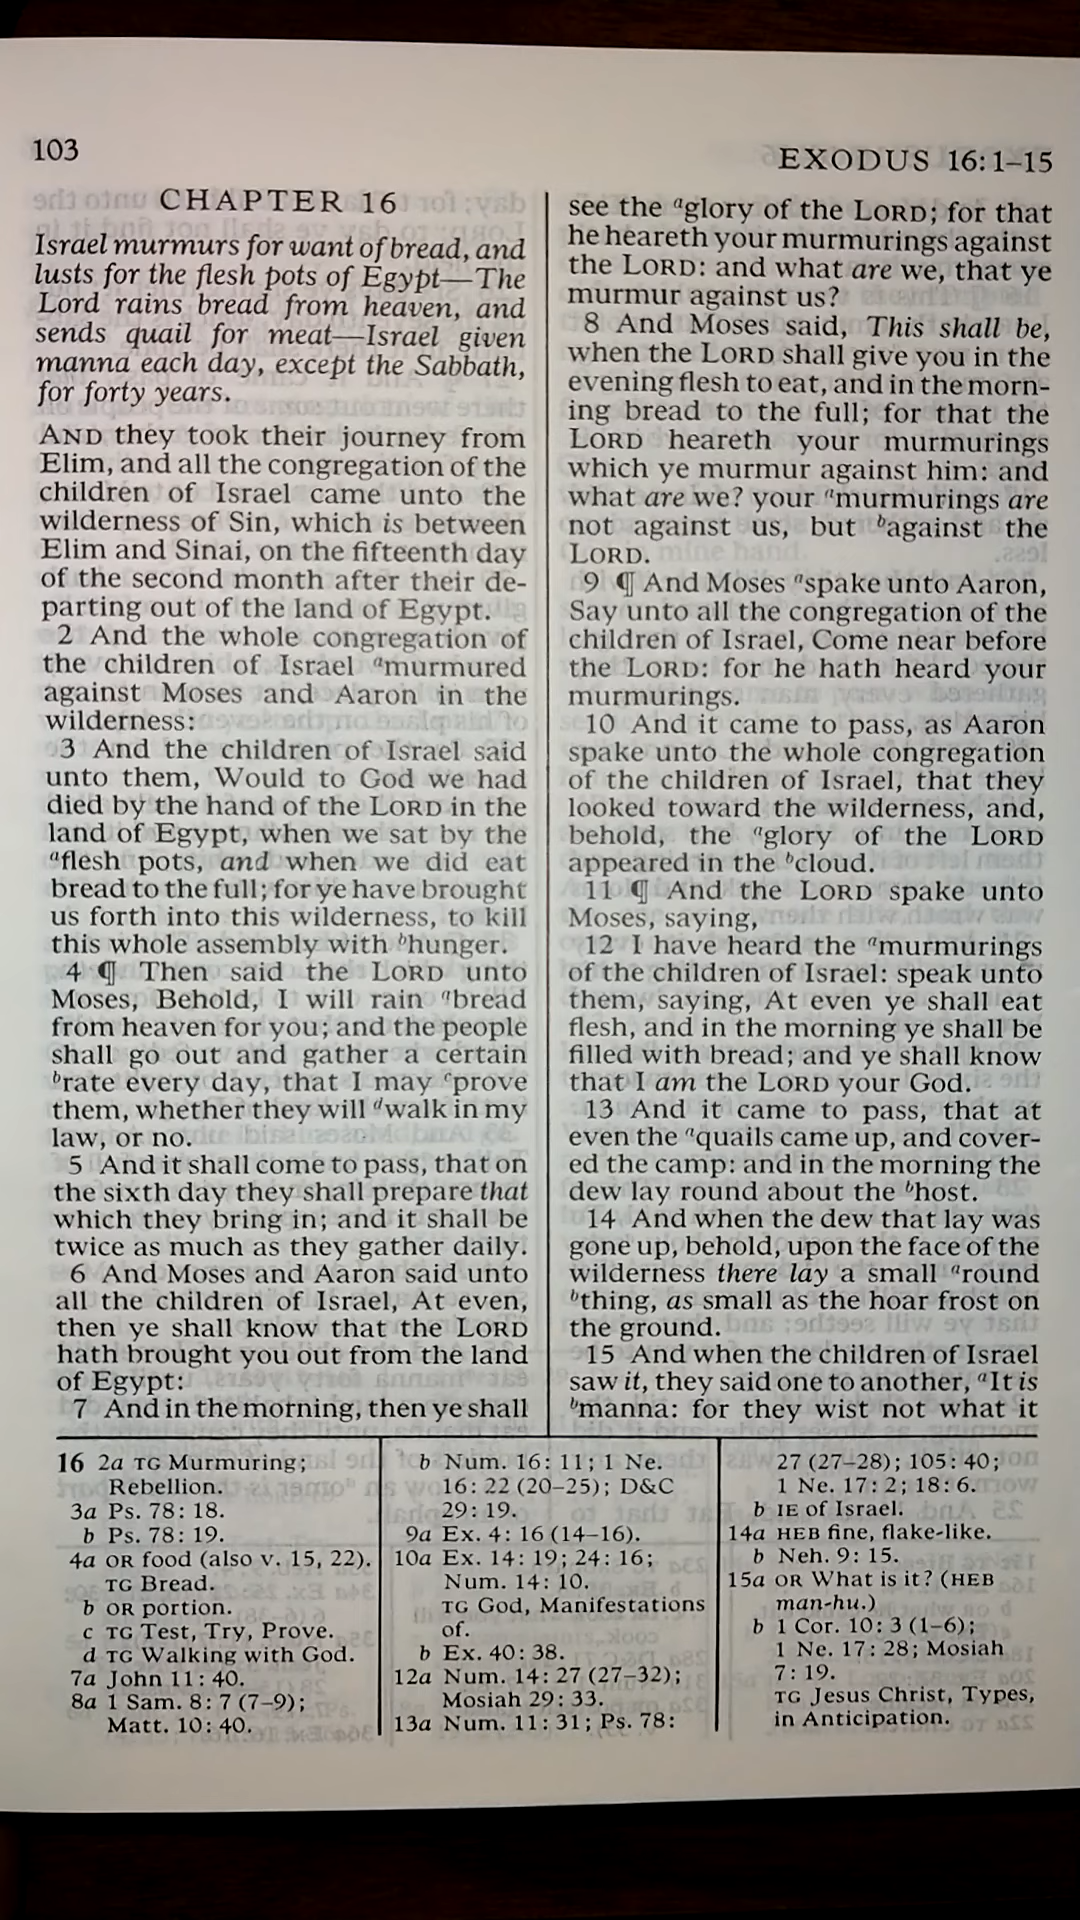 103
EXODUS 16:1–15
CHAPTER 16
Israel murmurs for want of bread, and
lusts for the flesh pots of Egypt—The
Lord rains bread from heaven, and
sends quail for meat—Israel given
manna each day, except the Sabbath,
for forty years.
AND they took their journey from
Elim, and all the congregation of the
children of Israel came unto the
wilderness of Sin, which is between
Elim and Sinai, on the fifteenth day
of the second month after their de-
parting out of the land of Egypt.
2 And the whole congregation of
the children of Israel a murmured
against Moses and Aaron in the
wilderness:
3 And the children of Israel said
unto them, Would to God we had
died by the hand of the LORD in the
land of Egypt, when we sat by the
a flesh pots, and when we did eat
bread to the full; for ye have brought
us forth into this wilderness, to kill
this whole assembly with b hunger.
4 ¶ Then said the LORD unto
Moses, Behold, I will rain a bread
from heaven for you; and the people
shall go out and gather a certain
b rate every day, that I may c prove
them, whether they will d walk in my
law, or no.
5 And it shall come to pass, that on
the sixth day they shall prepare that
which they bring in; and it shall be
twice as much as they gather daily.
6 And Moses and Aaron said unto
all the children of Israel, At even,
then ye shall know that the LORD
hath brought you out from the land
of Egypt:
7 And in the morning, then ye shall
see the a glory of the LORD; for that
he heareth your murmurings against
the LORD: and what are we, that ye
murmur against us?
8 And Moses said, This shall be,
when the LORD shall give you in the
evening flesh to eat, and in the morn-
ing bread to the full; for that the
LORD heareth your murmurings
which ye murmur against him: and
what are we? your a murmurings are
not against us, but b against the
LORD.
9 ¶ And Moses a spake unto Aaron,
Say unto all the congregation of the
children of Israel, Come near before
the LORD: for he hath heard your
murmurings.
10 And it came to pass, as Aaron
spake unto the whole congregation
of the children of Israel, that they
looked toward the wilderness, and,
behold, the a glory of the LORD
appeared in the b cloud.
11 ¶ And the LORD spake unto
Moses, saying,
12 I have heard the a murmurings
of the children of Israel: speak unto
them, saying, At even ye shall eat
flesh, and in the morning ye shall be
filled with bread; and ye shall know
that I am the LORD your God.
13 And it came to pass, that at
even the a quails came up, and cover-
ed the camp: and in the morning the
dew lay round about the b host.
14 And when the dew that lay was
gone up, behold, upon the face of the
wilderness there lay a small a round
b thing, as small as the hoar frost on
the ground.
15 And when the children of Israel
saw it, they said one to another, a It is
b manna: for they wist not what it
16 2a TG Murmuring;
Rebellion.
3a Ps. 78:18.
b Ps. 78:19.
4a OR food (also v. 15, 22).
TG Bread.
b OR portion.
c TG Test, Try, Prove.
d TG Walking with God.
7a John 11:40.
8a 1 Sam. 8:7 (7–9);
Matt. 10:40.
b Num. 16:11; 1 Ne.
16:22 (20–25); D&C
29:19.
9a Ex. 4:16 (14–16).
10a Ex. 14:19; 24:16;
Num. 14:10.
TG God, Manifestations
of.
b Ex. 40:38.
12a Num. 14:27 (27–32);
Mosiah 29:33.
13a Num. 11:31; Ps. 78:
27 (27–28); 105:40;
1 Ne. 17:2; 18:6.
b IE of Israel.
14a HEB fine, flake-like.
b Neh. 9:15.
15a OR What is it? (HEB
man-hu.)
b 1 Cor. 10:3 (1–6);
1 Ne. 17:28; Mosiah
7:19.
TG Jesus Christ, Types,
in Anticipation.